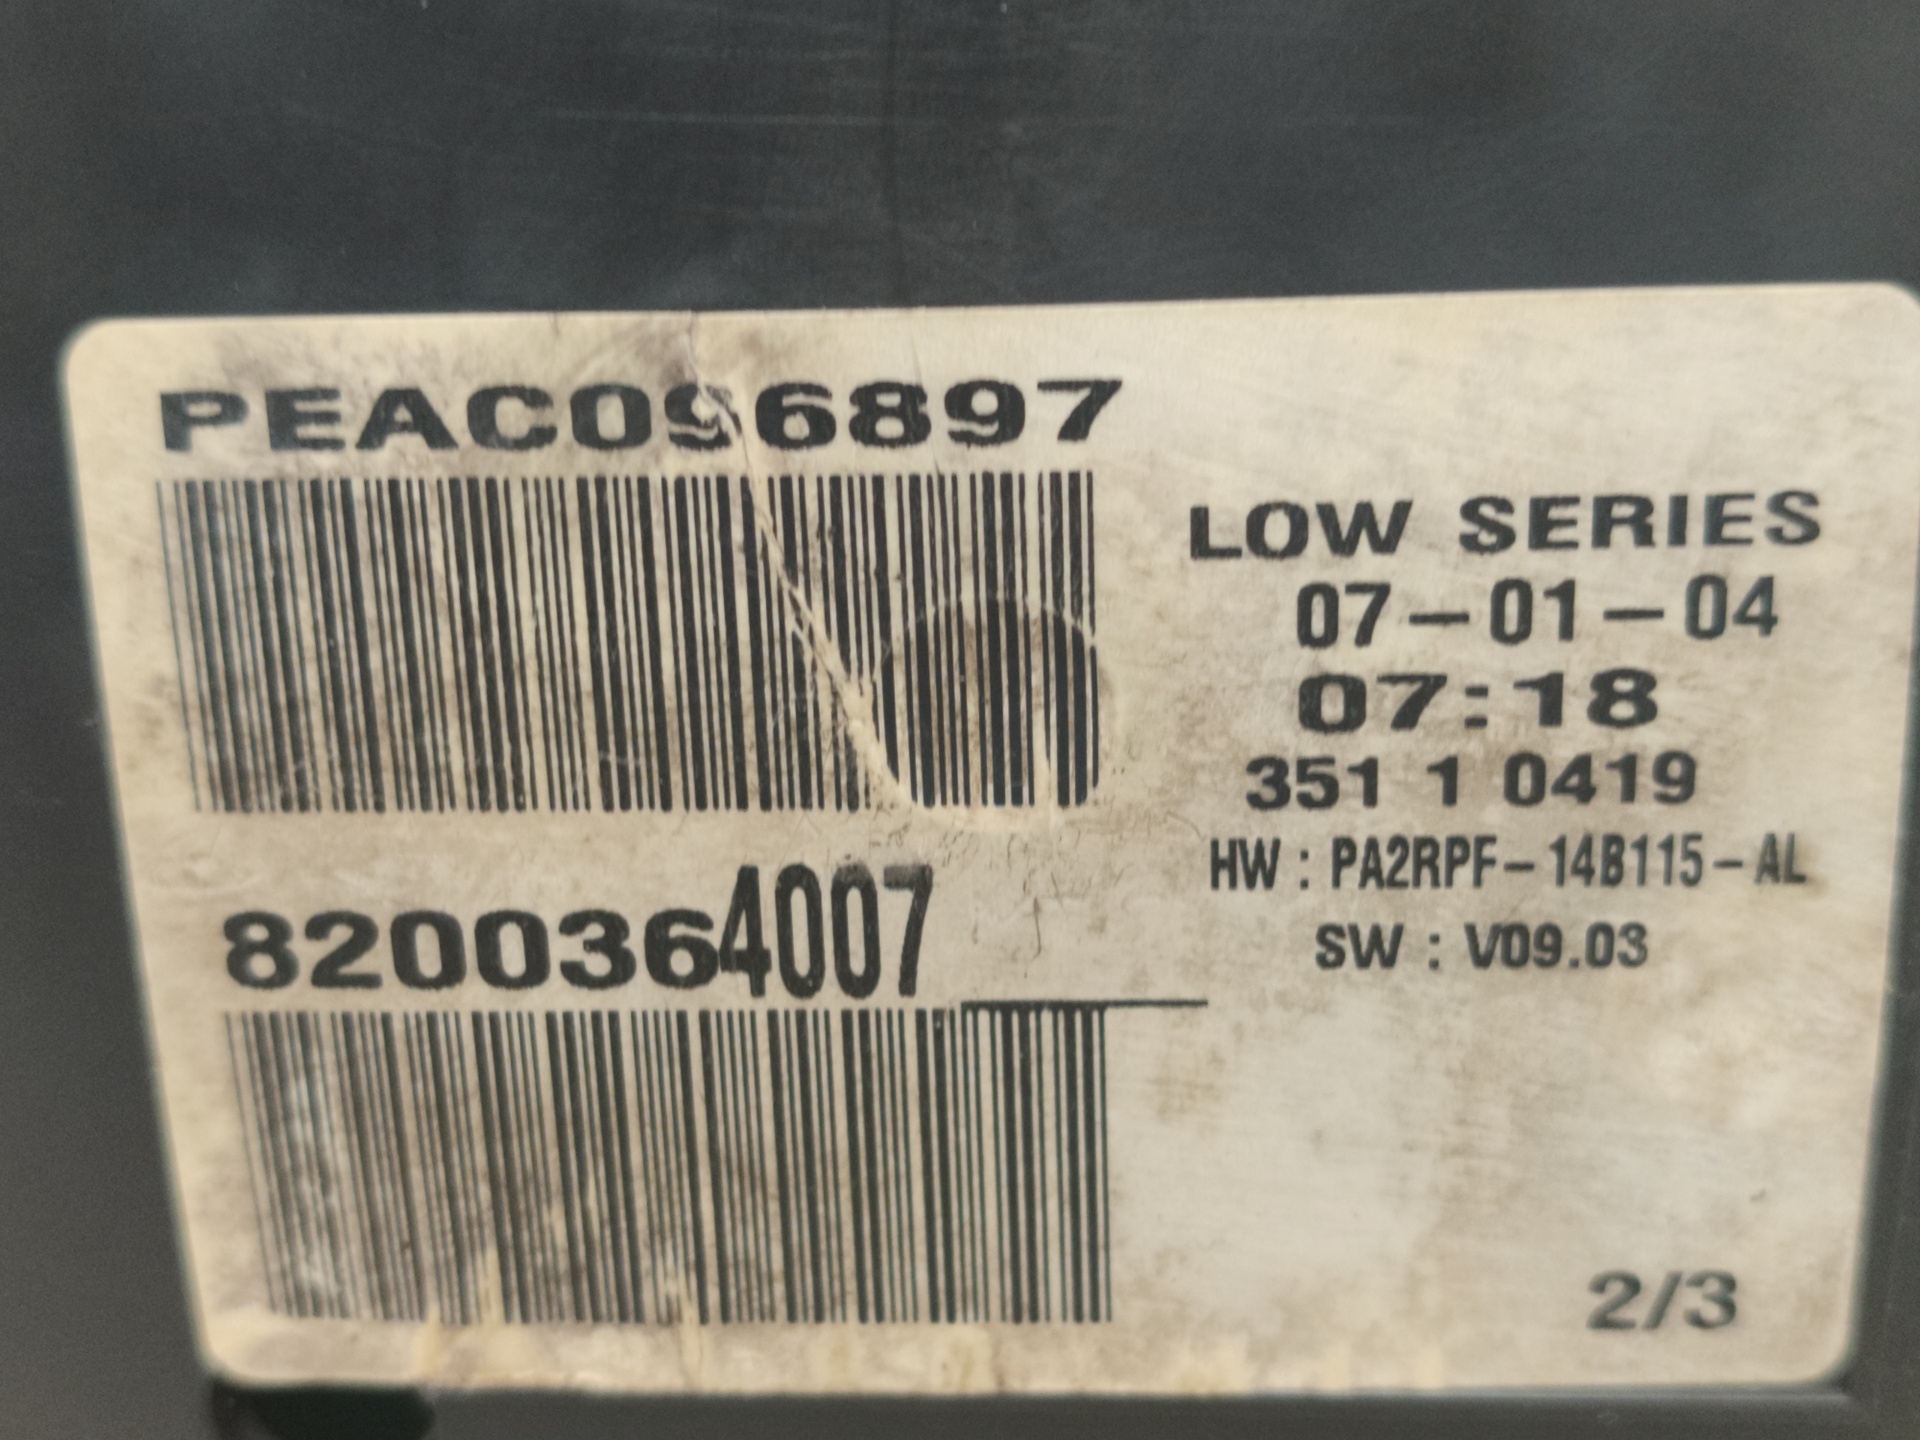 PEAC096897
LOW SERIES
07-01-04
07:18
351 1 0419
HW : PA2RPF-14B115-AL
SW : V09.03
8200364007
2/3